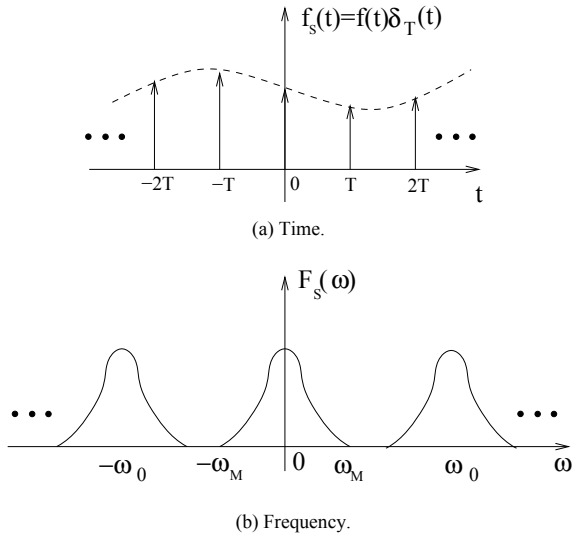 f_s(t)=f(t)δ_T(t)
−2T −T 0 T 2T t
(a) Time.
F_s(ω)
−ω_0 −ω_M 0 ω_M ω_0 ω
(b) Frequency.